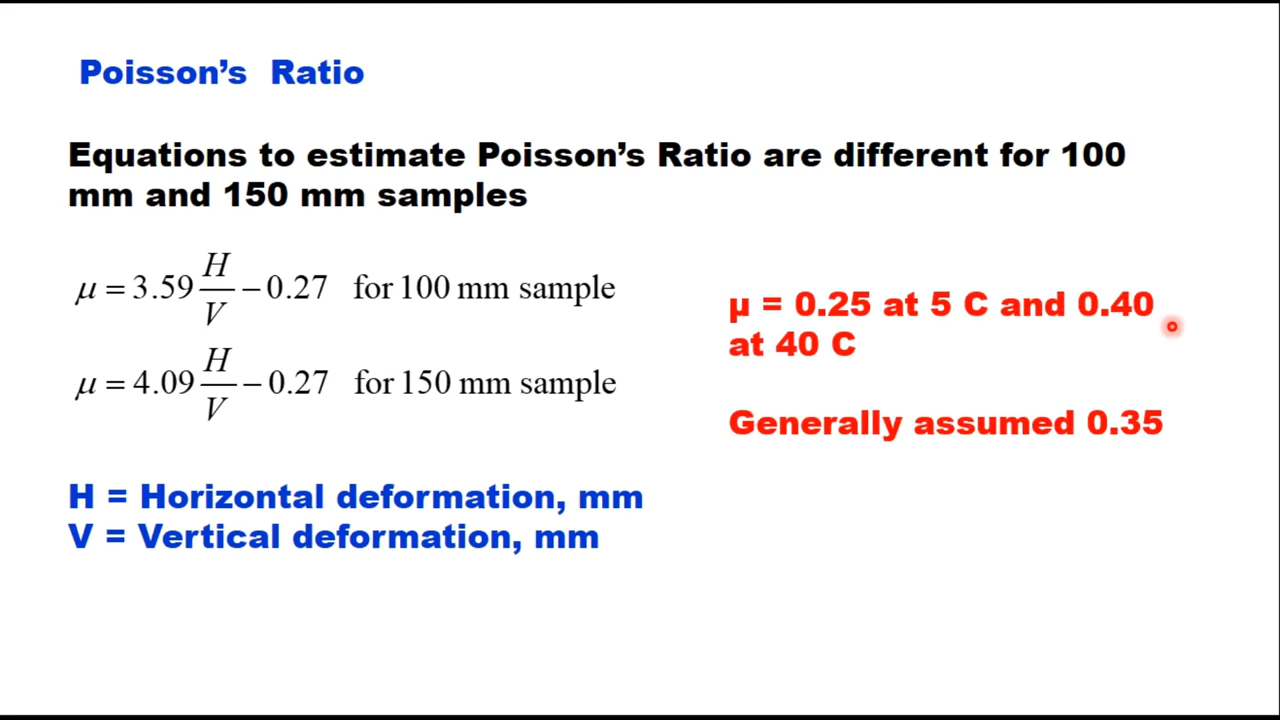 Poisson’s Ratio
Equations to estimate Poisson’s Ratio are different for 100
mm and 150 mm samples
μ = 3.59 H/V − 0.27 for 100 mm sample
μ = 4.09 H/V − 0.27 for 150 mm sample
μ = 0.25 at 5 C and 0.40
at 40 C
Generally assumed 0.35
H = Horizontal deformation, mm
V = Vertical deformation, mm